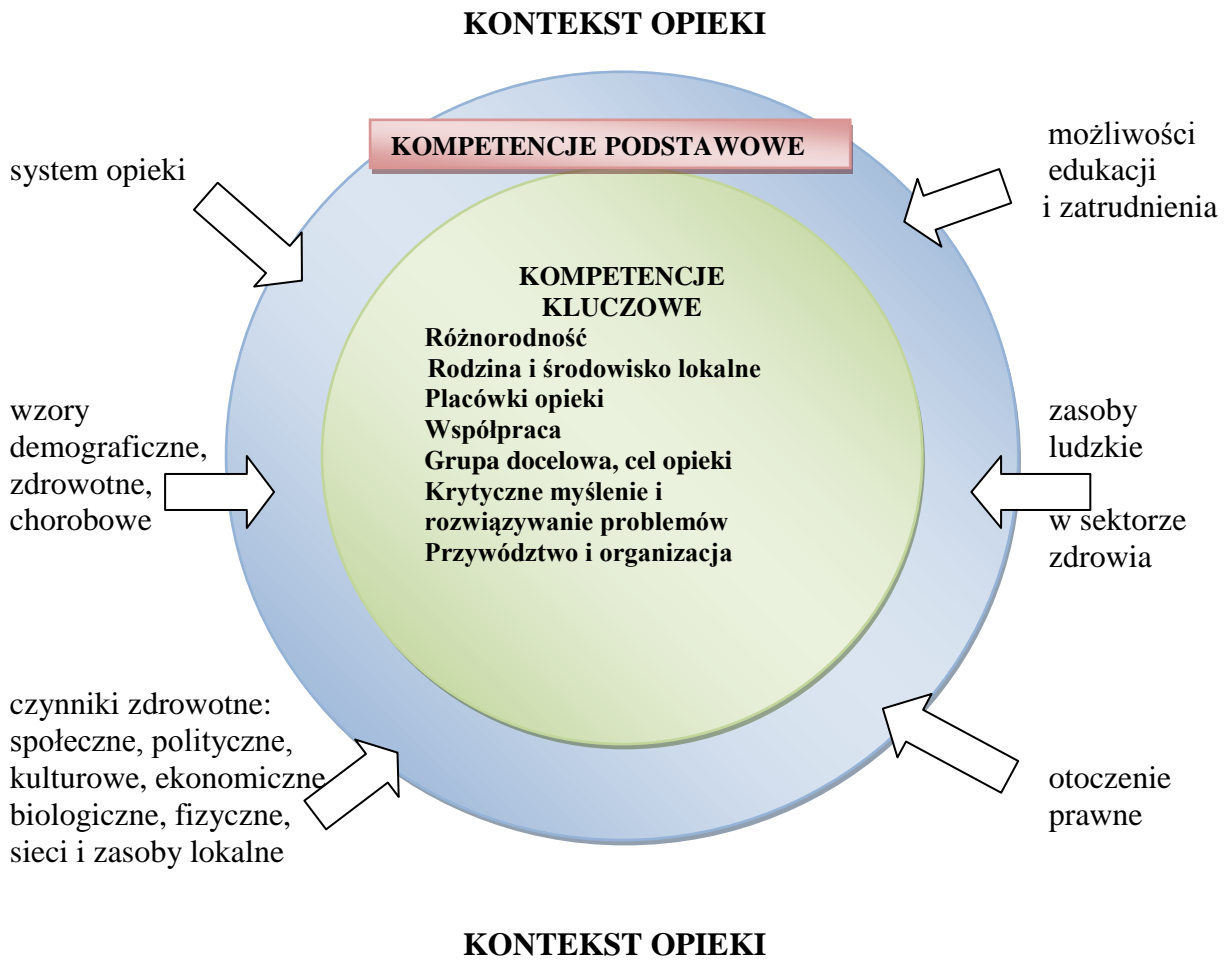 KONTEKST OPIEKI
KOMPETENCJE PODSTAWOWE
system opieki
możliwości
edukacji
i zatrudnienia
KOMPETENCJE
KLUCZOWE
Różnorodność
Rodzina i środowisko lokalne
Placówki opieki
Współpraca
Grupa docelowa, cel opieki
Krytyczne myślenie i
rozwiązywanie problemów
Przywództwo i organizacja
wzory
demograficzne,
zdrowotne,
chorobowe
zasoby
ludzkie
w sektorze
zdrowia
czynniki zdrowotne:
społeczne, polityczne,
kulturowe, ekonomiczne
biologiczne, fizyczne,
sieci i zasoby lokalne
otoczenie
prawne
KONTEKST OPIEKI